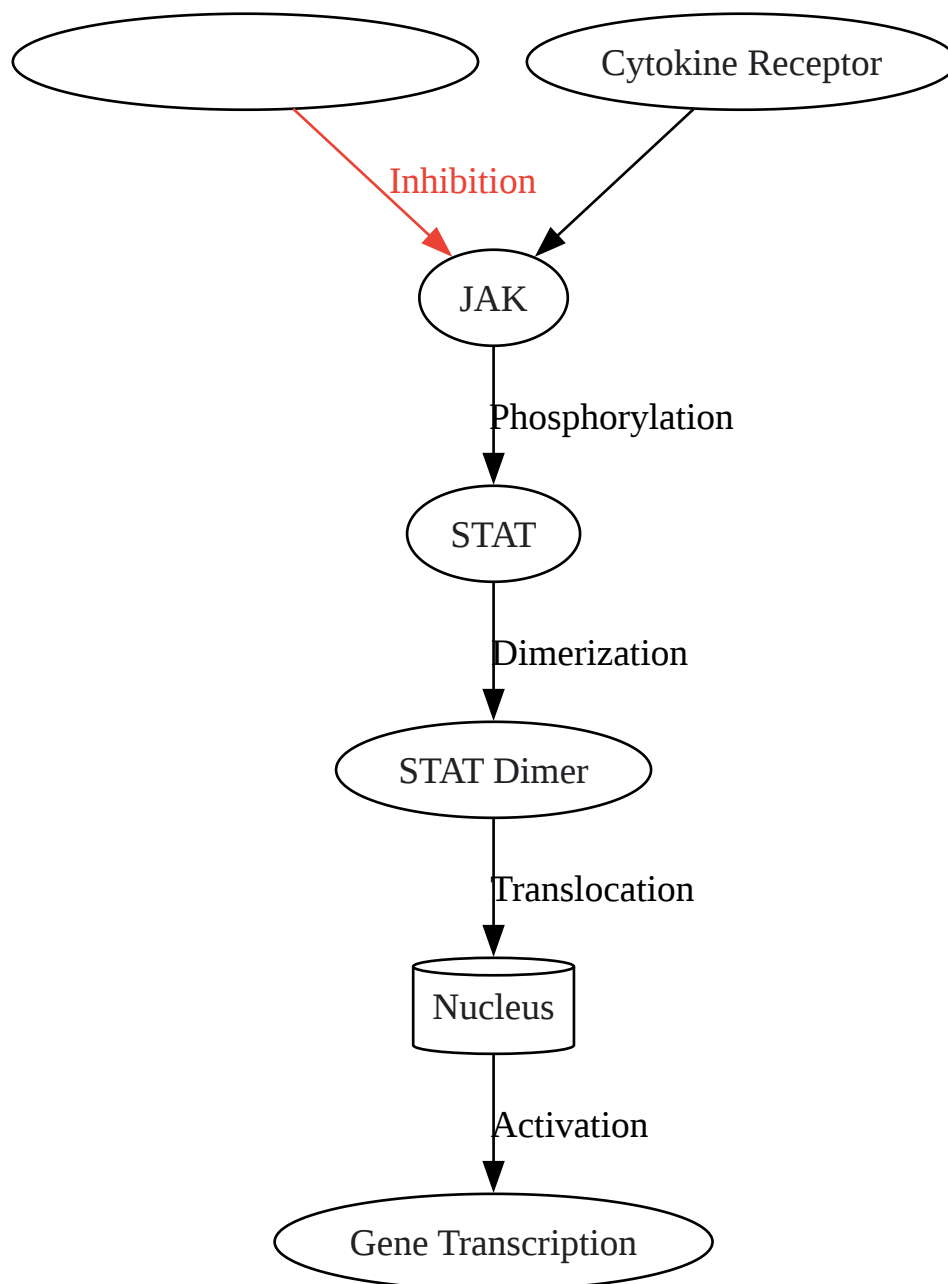 Cytokine Receptor
Inhibition
JAK
Phosphorylation
STAT
Dimerization
STAT Dimer
Translocation
Nucleus
Activation
Gene Transcription